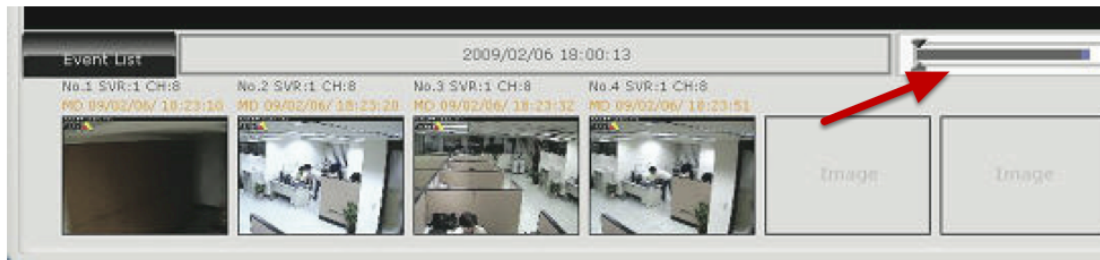 Event List
2009/02/06 18:00:13
No.1 SVR:1 CH:8
No.2 SVR:1 CH:8
No.3 SVR:1 CH:8
No.4 SVR:1 CH:8
MD 09/02/06/ 18:23:10
MD 09/02/06/ 18:23:20
MD 09/02/06/ 18:23:32
MD 09/02/06/ 18:23:51
Image
Image